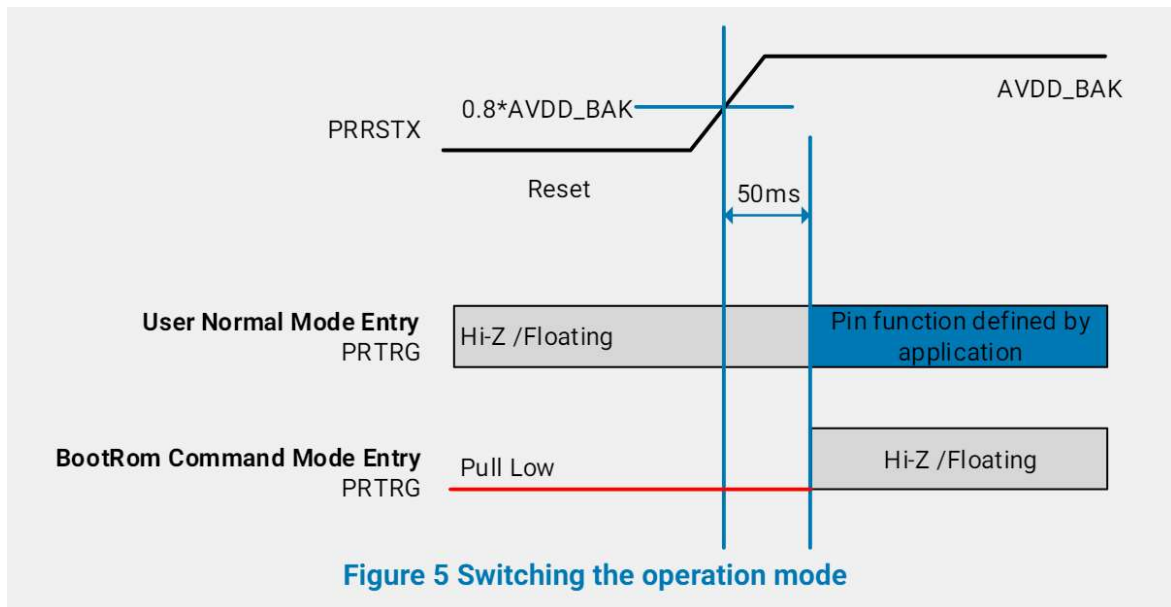 AVDD_BAK
0.8*AVDD_BAK
PRRSTX
Reset
50ms
User Normal Mode Entry
PRTRG
Hi-Z /Floating
Pin function defined by
application
BootRom Command Mode Entry
PRTRG
Pull Low
Hi-Z /Floating
Figure 5 Switching the operation mode